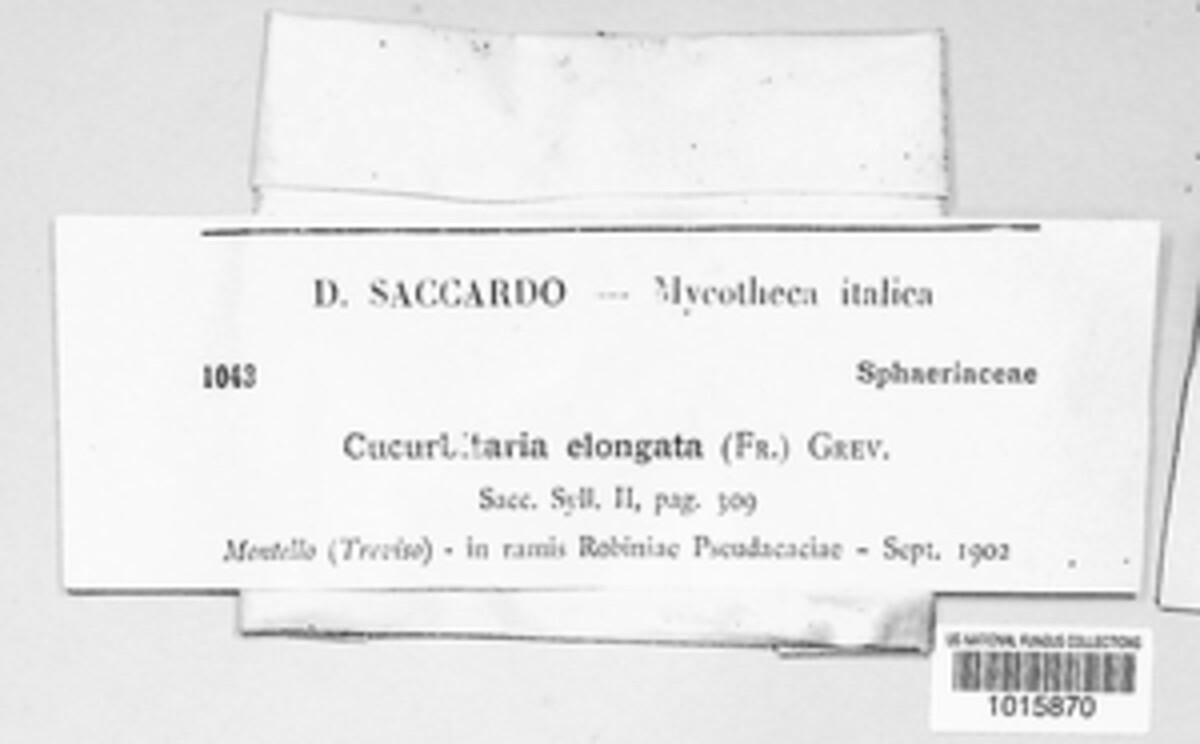 D. SACCARDO — Mycotheca italica
1043
Sphaeriaceae
Cucurbitaria elongata (FR.) GREV.
Sacc. Syll. II, pag. 309
Montello (Treviso) - in ramis Robiniae Pseudacaciae - Sept. 1902
US NATIONAL FUNGUS COLLECTIONS
1015870